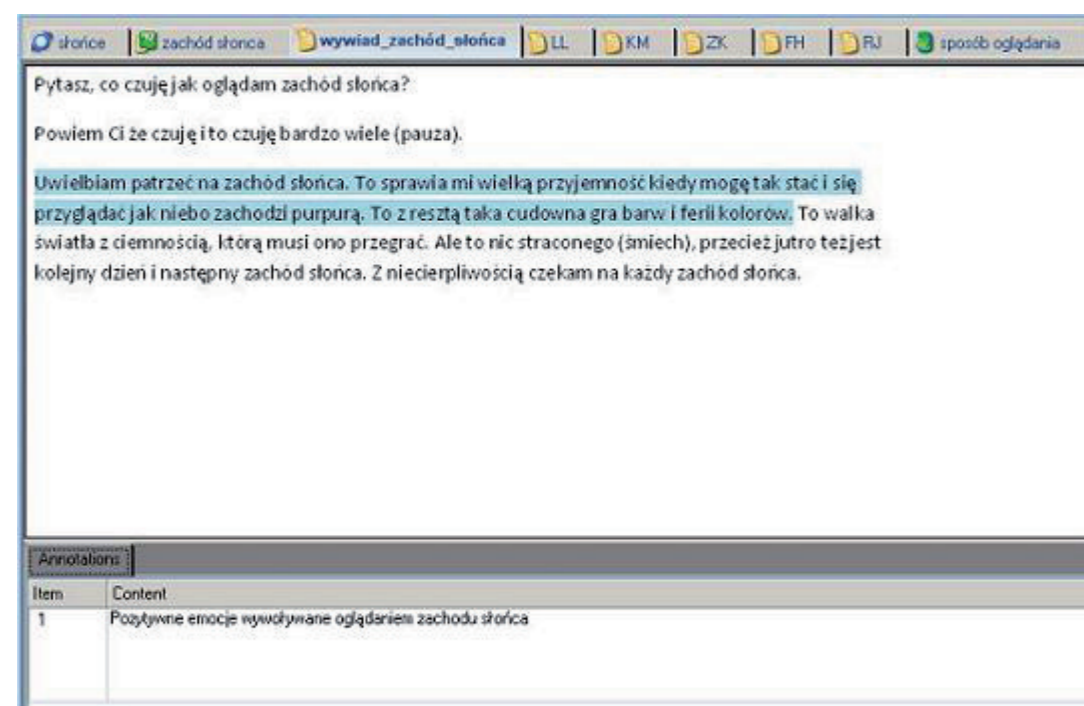 słońce zachód słonca wywiad_zachód_słońca LL KM ZK FH RJ sposób oglądania
Pytasz, co czuję jak oglądam zachód słońca?
Powiem Ci że czuję i to czuję bardzo wiele (pauza).
Uwielbiam patrzeć na zachód słońca. To sprawia mi wielką przyjemność kiedy mogę tak stać i się
przyglądać jak niebo zachodzi purpurą. To z resztą taka cudowna gra barw i ferii kolorów. To walka
światła z ciemnością, którą musi ono przegrać. Ale to nic straconego (śmiech), przecież jutro też jest
kolejny dzień i następny zachód słońca. Z niecierpliwością czekam na każdy zachód słońca.
Annotations
Item Content
1 Pozytywne emocje wywoływane oglądaniem zachodu słońca